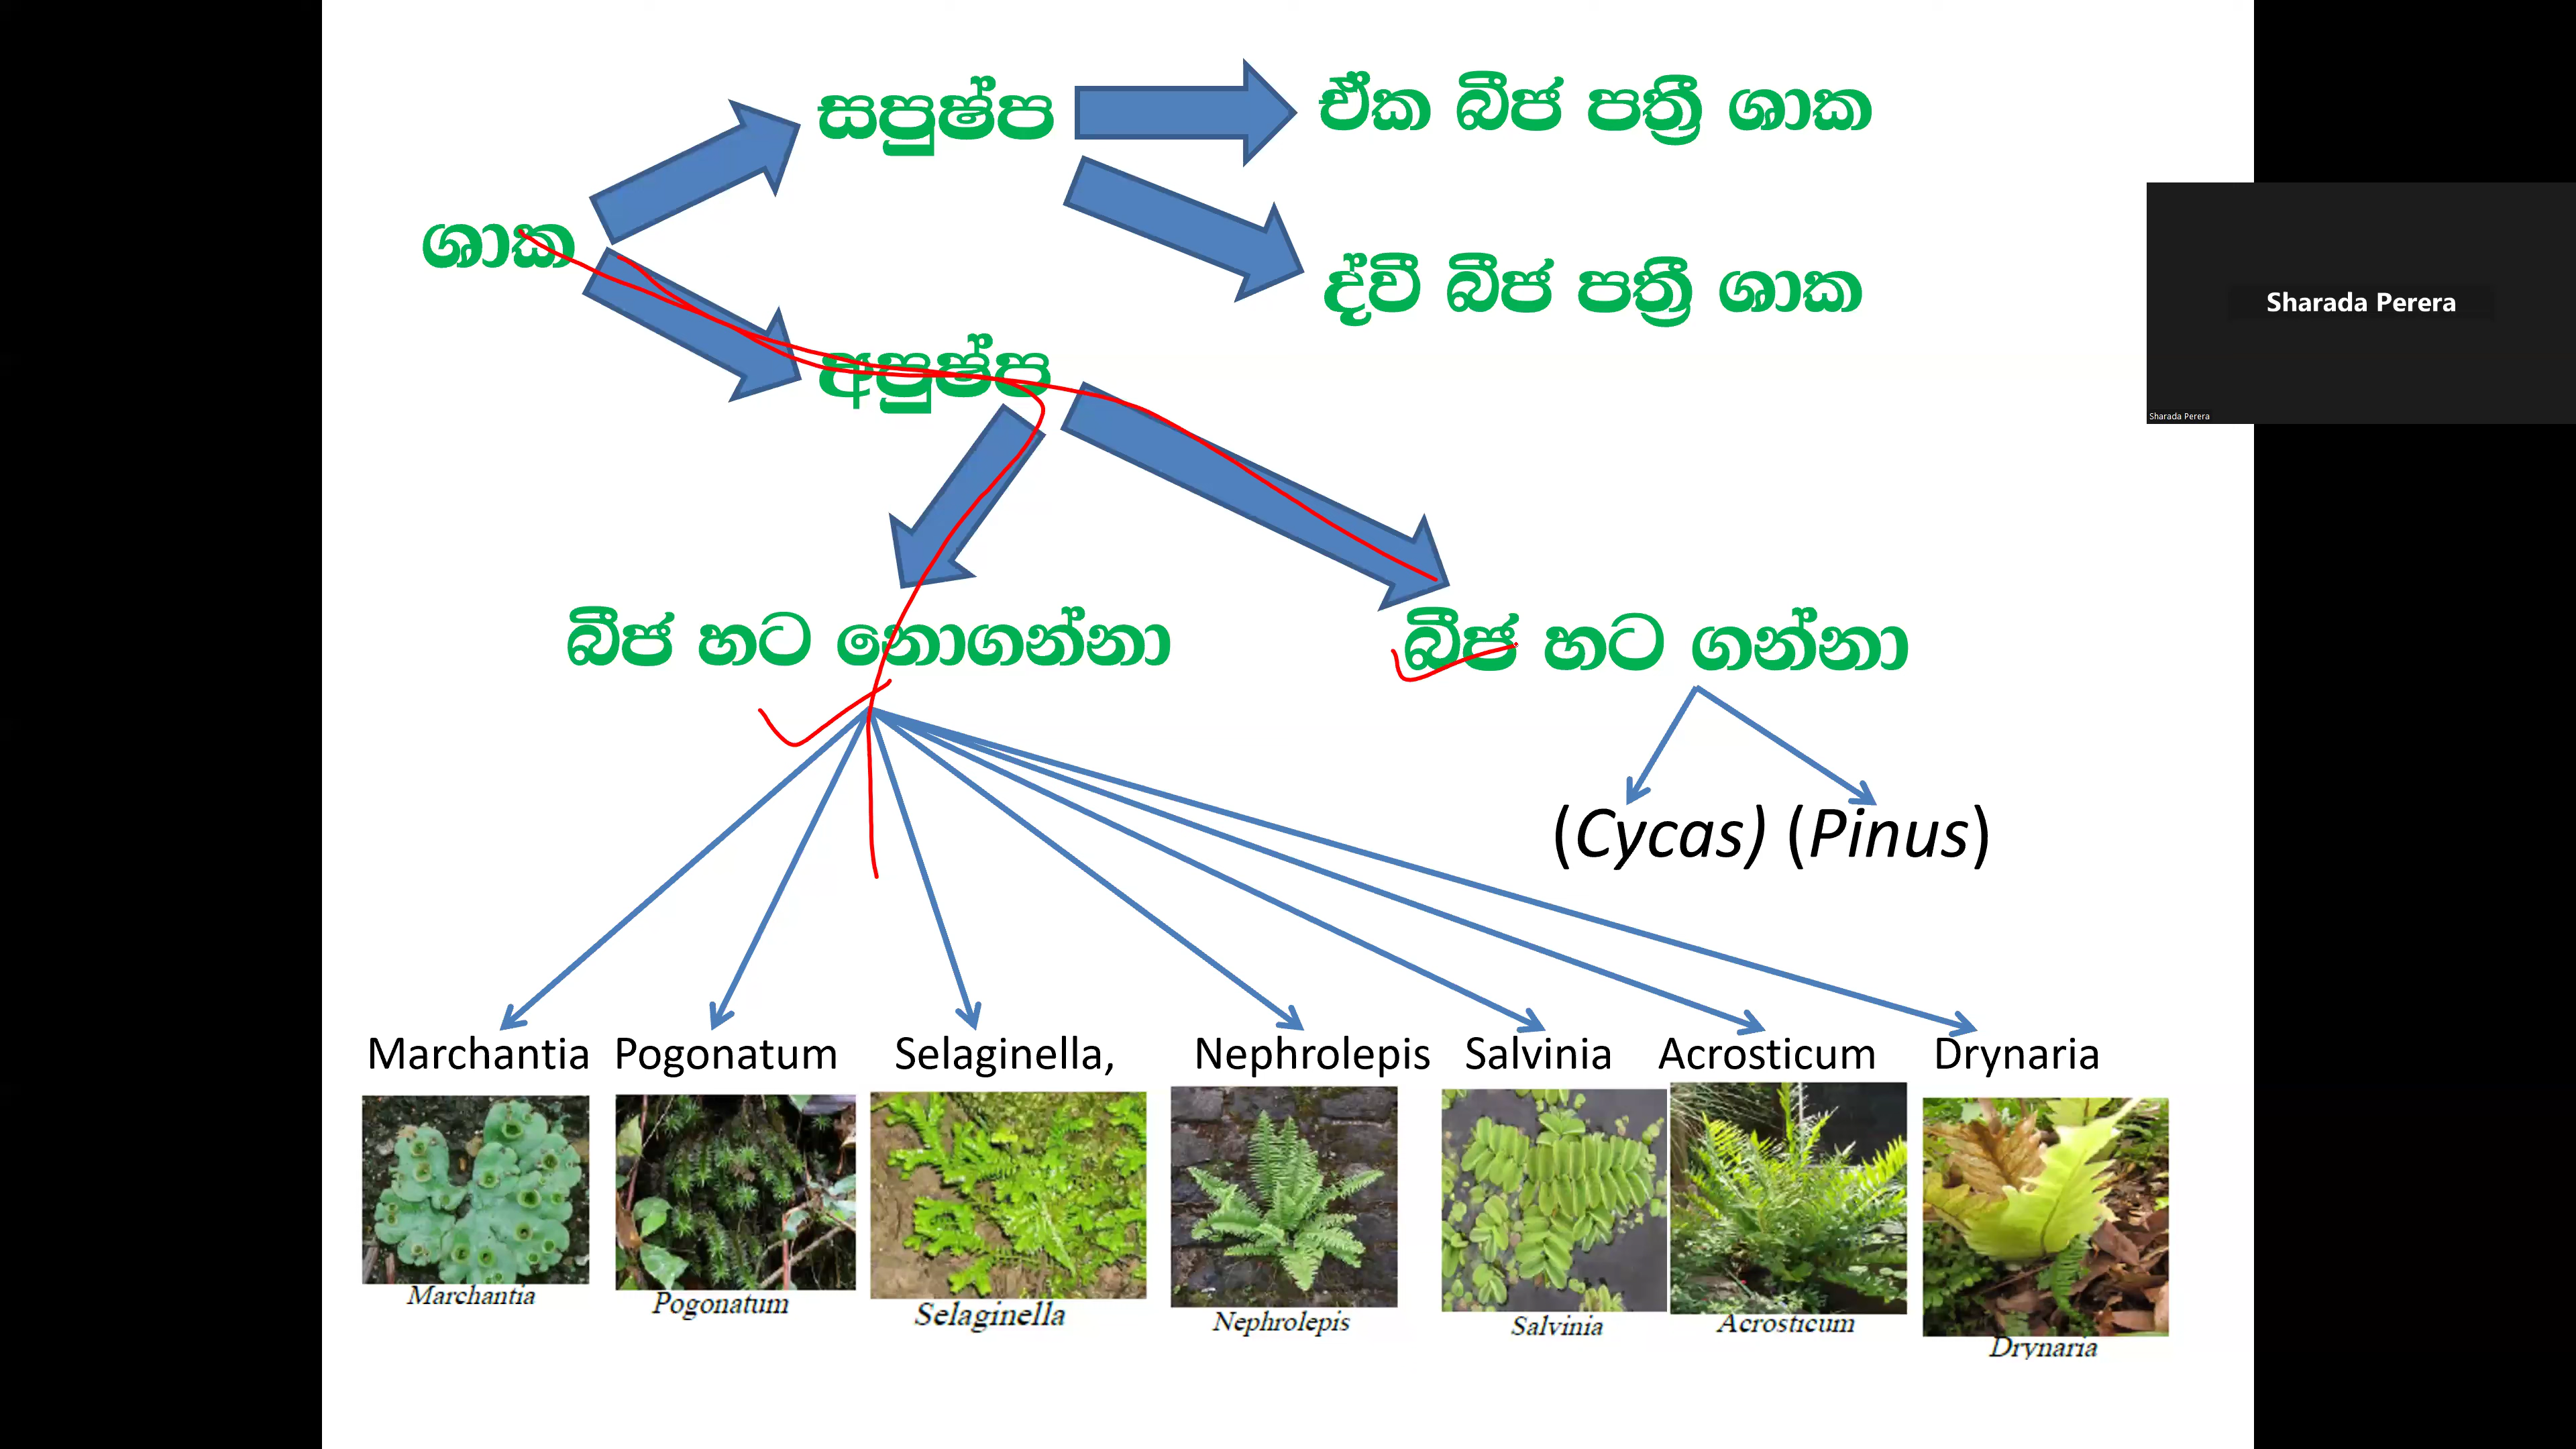 සපුෂ්ප
ඒක බීජ පත්‍රී ශාක
ශාක
ද්වී බීජ පත්‍රී ශාක
Sharada Perera
Sharada Perera
අපුෂ්ප
බීජ හට නොගන්නා
බීජ හට ගන්නා
(Cycas) (Pinus)
Marchantia Pogonatum Selaginella, Nephrolepis Salvinia Acrosticum Drynaria
Marchantia Pogonatum Selaginella Nephrolepis Salvinia Acrosticum Drynaria